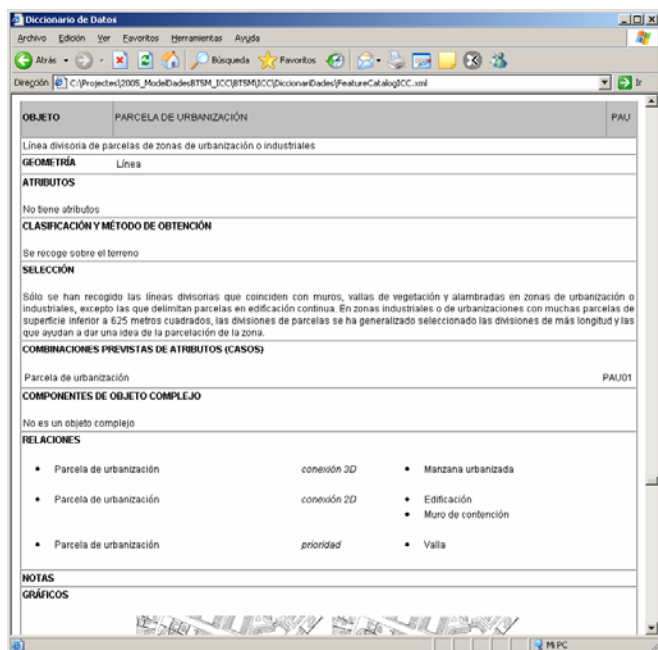 Diccionario de Datos
Archivo Edición Ver Favoritos Herramientas Ayuda
Atrás Búsqueda Favoritos
Dirección C:\Projectes\2005_ModelDadesBTSM_ICC\BTSM\ICC\DiccionariDades\FeatureCatalogICC.xml Ir
OBJETO PARCELA DE URBANIZACIÓN PAU
Línea divisoria de parcelas de zonas de urbanización o industriales
GEOMETRÍA Línea
ATRIBUTOS
No tiene atributos
CLASIFICACIÓN Y MÉTODO DE OBTENCIÓN
Se recoge sobre el terreno
SELECCIÓN
Sólo se han recogido las líneas divisorias que coinciden con muros, vallas de vegetación y alambradas en zonas de urbanización o
industriales, excepto las que delimitan parcelas en edificación continua. En zonas industriales o de urbanizaciones con muchas parcelas de
superficie inferior a 625 metros cuadrados, las divisiones de parcelas se ha generalizado seleccionado las divisiones de más longitud y las
que ayudan a dar una idea de la parcelación de la zona.
COMBINACIONES PREVISTAS DE ATRIBUTOS (CASOS)
Parcela de urbanización PAU01
COMPONENTES DE OBJETO COMPLEJO
No es un objeto complejo
RELACIONES
• Parcela de urbanización conexión 3D • Manzana urbanizada
• Parcela de urbanización conexión 2D • Edificación
• Muro de contención
• Parcela de urbanización prioridad • Valla
NOTAS
GRÁFICOS
Mi PC